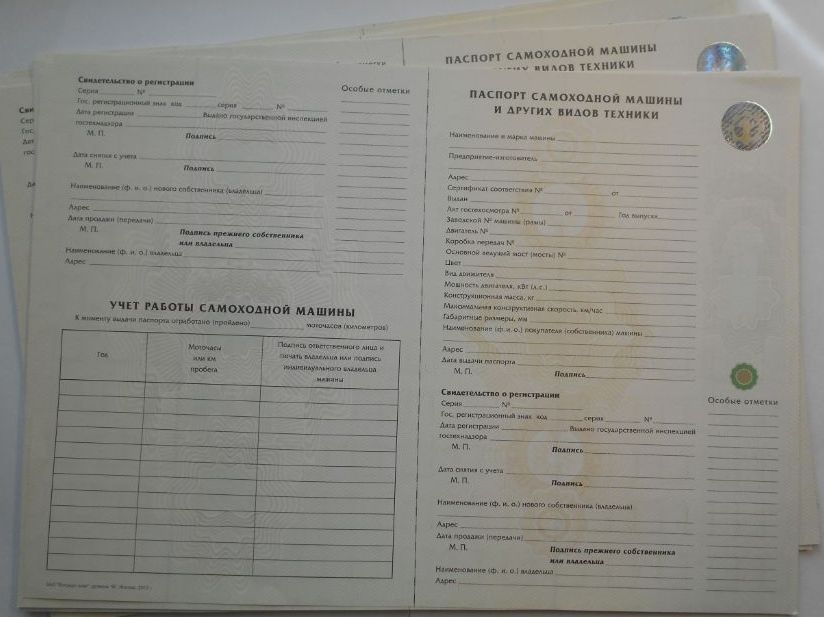 ПАСПОРТ САМОХОДНОЙ МАШИНЫ
И ДРУГИХ ВИДОВ ТЕХНИКИ
Свидетельство о регистрации
Серия № 
Гос. регистрационный знак код серия №
Дата регистрации Выдано государственной инспекцией
гостехнадзора
М. П. Подпись
Дата снятия с учета
М. П. Подпись
Наименование (ф. и. о.) нового собственника (владельца)
Адрес
Дата продажи (передачи)
М. П. Подпись прежнего собственника
или владельца
Наименование (ф. и. о.) владельца
Адрес
Особые отметки
УЧЕТ РАБОТЫ САМОХОДНОЙ МАШИНЫ
К моменту выдачи паспорта отработано (пройдено) моточасов (километров)
Год
Моточасы
или км
пробега
Подпись ответственного лица и
печать владельца или подпись
индивидуального владельца
машины
ПАСПОРТ САМОХОДНОЙ МАШИНЫ
И ДРУГИХ ВИДОВ ТЕХНИКИ
Наименование и марка машины
Предприятие-изготовитель
Адрес
Сертификат соответствия № от
Выдан
Акт гостехосмотра № от Год выпуска
Заводской № машины (рамы)
Двигатель №
Коробка передач №
Основной ведущий мост (мосты) №
Цвет
Вид движителя
Мощность двигателя, кВт (л.с.)
Конструкционная масса, кг
Максимальная конструктивная скорость, км/час
Габаритные размеры, мм
Наименование (ф. и. о.) покупателя (собственника) машины
Адрес
Дата выдачи паспорта
М. П. Подпись
Свидетельство о регистрации
Серия №
Гос. регистрационный знак код серия №
Дата регистрации Выдано государственной инспекцией
гостехнадзора
М. П. Подпись
Дата снятия с учета
М. П. Подпись
Наименование (ф. и. о.) нового собственника (владельца)
Адрес
Дата продажи (передачи)
М. П. Подпись прежнего собственника
или владельца
Наименование (ф. и. о.) владельца
Адрес
Особые отметки